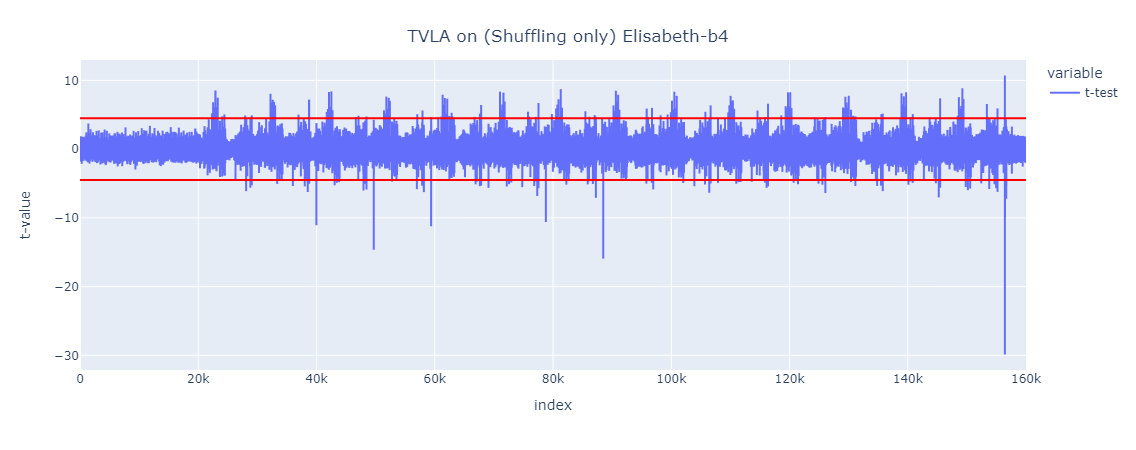 TVLA on (Shuffling only) Elisabeth-b4
variable
t-test
t-value
10
0
−10
−20
−30
0 20k 40k 60k 80k 100k 120k 140k 160k
index